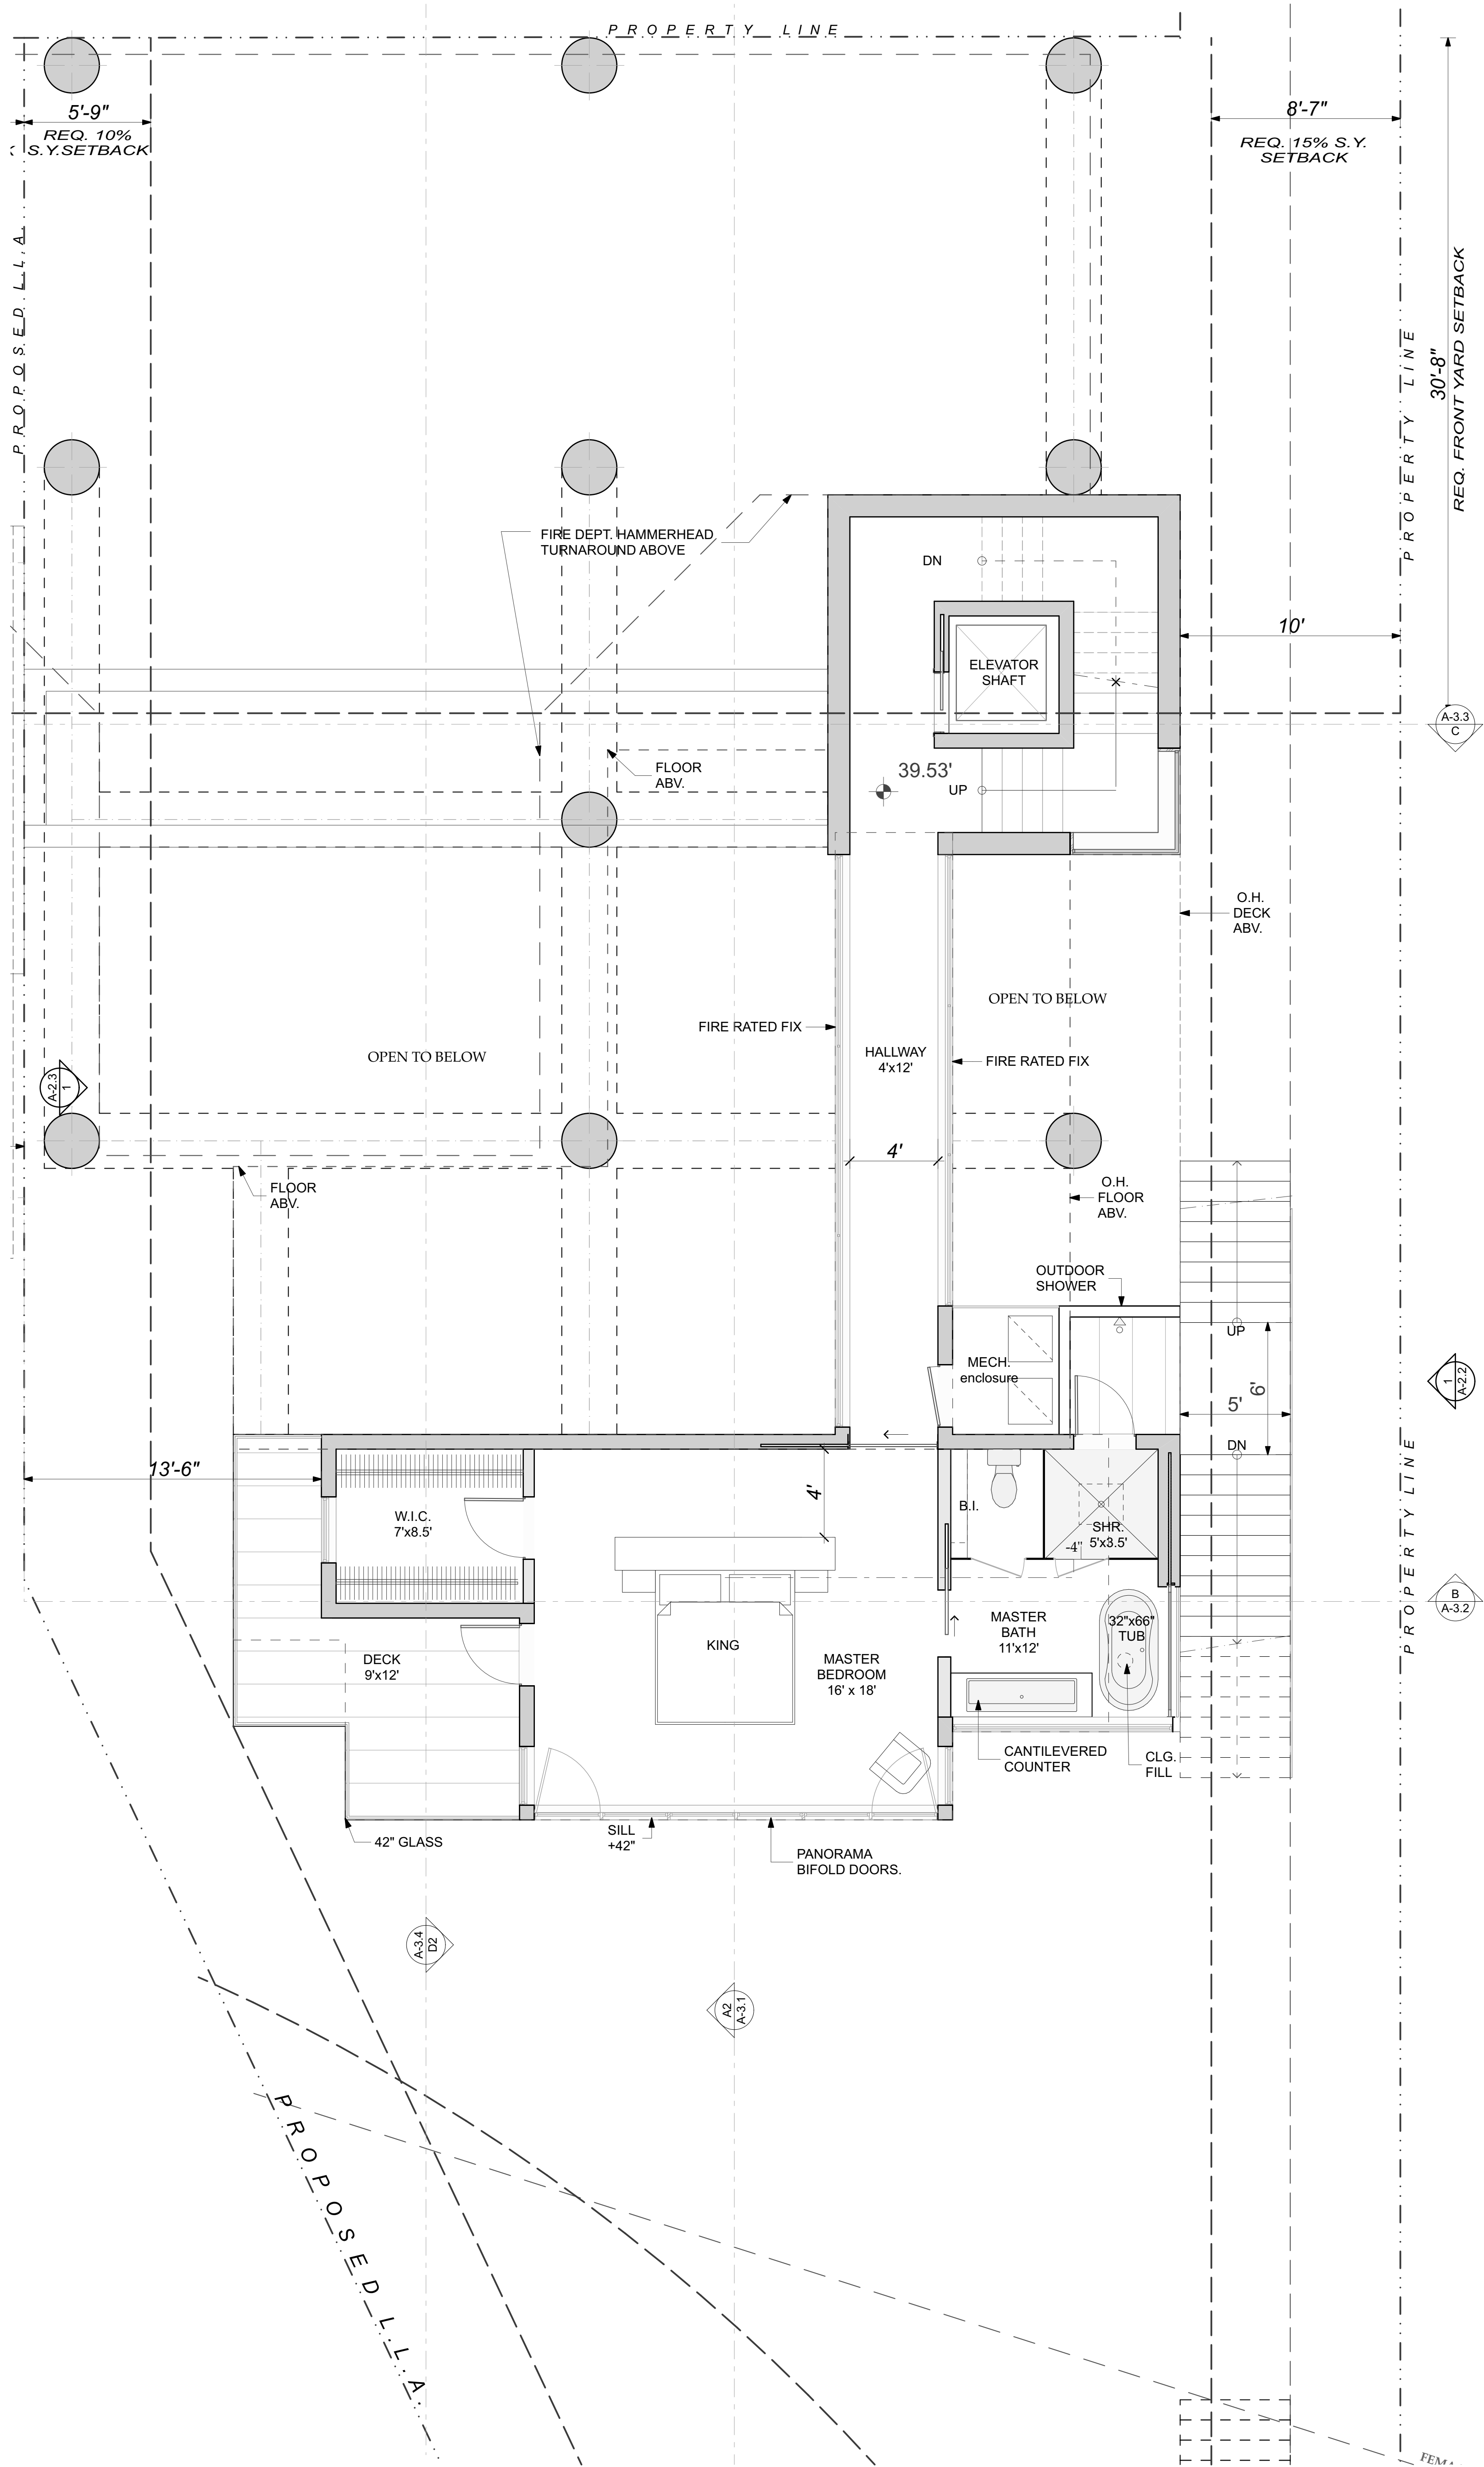 PROPERTY LINE
5'-9"
REQ. 10%
S.Y.SETBACK
8'-7"
REQ. 15% S.Y.
SETBACK
PROPOSED L.L.A.
PROPERTY LINE
30'-8"
REQ. FRONT YARD SETBACK
FIRE DEPT. HAMMERHEAD
TURNAROUND ABOVE
DN
10'
ELEVATOR
SHAFT
A-3.3
C
FLOOR
ABV.
39.53'
UP
O.H.
DECK
ABV.
OPEN TO BELOW
FIRE RATED FIX
HALLWAY
4'x12'
FIRE RATED FIX
OPEN TO BELOW
A-2.3
1
4'
FLOOR
ABV.
O.H.
FLOOR
ABV.
OUTDOOR
SHOWER
UP
MECH.
enclosure
6'
5'
1
A-2.2
DN
13'-6"
4'
W.I.C.
7'x8.5'
B.I.
SHR.
5'x3.5'
-4"
PROPERTY LINE
B
A-3.2
KING
MASTER
BATH
11'x12'
32"x66"
TUB
DECK
9'x12'
MASTER
BEDROOM
16' x 18'
CANTILEVERED
COUNTER
CLG.
FILL
42" GLASS
SILL
+42"
PANORAMA
BIFOLD DOORS.
A-3.4
D2
A2
A-3.1
PROPOSED L.L.A.